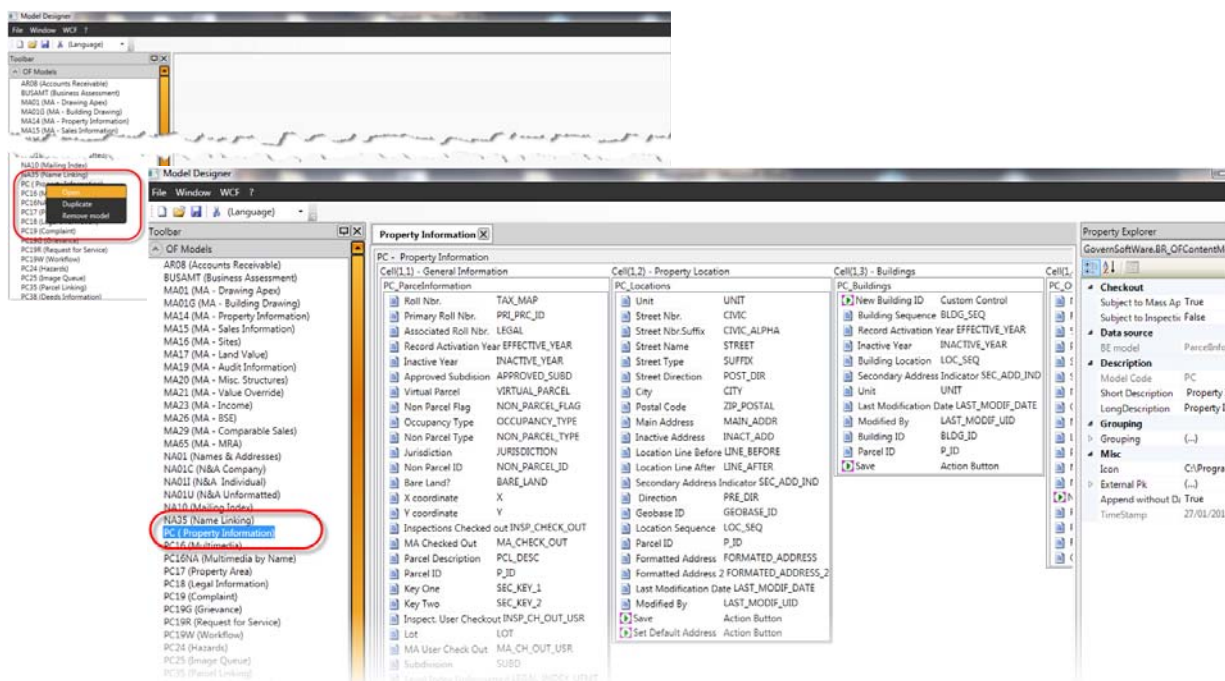 Model Designer
File Window WCF ?
(Language)
Toolbar
OF Models
AR08 (Accounts Receivable)
BUSAMT (Business Assessment)
MA01 (MA - Drawing Apex)
MA01G (MA - Building Drawing)
MA14 (MA - Property Information)
MA15 (MA - Sales Information)
NA10 (Mailing Index)
NA35 (Name Linking)
Open
Duplicate
Remove model
PC19 (Complaint)
PC19G (Grievance)
PC19R (Request for Service)
PC19W (Workflow)
PC24 (Hazards)
PC25 (Image Queue)
PC35 (Parcel Linking)
PC38 (Deeds Information)
Model Designer
File Window WCF ?
(Language)
Toolbar
OF Models
AR08 (Accounts Receivable)
BUSAMT (Business Assessment)
MA01 (MA - Drawing Apex)
MA01G (MA - Building Drawing)
MA14 (MA - Property Information)
MA15 (MA - Sales Information)
MA16 (MA - Sites)
MA17 (MA - Land Value)
MA19 (MA - Audit Information)
MA20 (MA - Misc. Structures)
MA21 (MA - Value Override)
MA23 (MA - Income)
MA26 (MA - BSE)
MA29 (MA - Comparable Sales)
MA65 (MA - MRA)
NA01 (Names & Addresses)
NA01C (N&A Company)
NA01I (N&A Individual)
NA01U (N&A Unformatted)
NA10 (Mailing Index)
NA35 (Name Linking)
PC ( Property Information)
PC16 (Multimedia)
PC16NA (Multimedia by Name)
PC17 (Property Area)
PC18 (Legal Information)
PC19 (Complaint)
PC19G (Grievance)
PC19R (Request for Service)
PC19W (Workflow)
PC24 (Hazards)
PC25 (Image Queue)
PC35 (Parcel Linking)
Property Information
PC - Property Information
Cell(1,1) - General Information
PC_ParcelInformation
Roll Nbr. TAX_MAP
Primary Roll Nbr. PRI_PRC_ID
Associated Roll Nbr. LEGAL
Record Activation Year EFFECTIVE_YEAR
Inactive Year INACTIVE_YEAR
Approved Subdision APPROVED_SUBD
Virtual Parcel VIRTUAL_PARCEL
Non Parcel Flag NON_PARCEL_FLAG
Occupancy Type OCCUPANCY_TYPE
Non Parcel Type NON_PARCEL_TYPE
Jurisdiction JURISDICTION
Non Parcel ID NON_PARCEL_ID
Bare Land? BARE_LAND
X coordinate X
Y coordinate Y
Inspections Checked out INSP_CHECK_OUT
MA Checked Out MA_CHECK_OUT
Parcel Description PCL_DESC
Parcel ID P_ID
Key One SEC_KEY_1
Key Two SEC_KEY_2
Inspect. User Checkout INSP_CH_OUT_USR
Lot LOT
MA User Check Out MA_CH_OUT_USR
Subdivision SUBD
Cell(1,2) - Property Location
PC_Locations
Unit UNIT
Street Nbr. CIVIC
Street Nbr.Suffix CIVIC_ALPHA
Street Name STREET
Street Type SUFFIX
Street Direction POST_DIR
City CITY
Postal Code ZIP_POSTAL
Main Address MAIN_ADDR
Inactive Address INACT_ADD
Location Line Before LINE_BEFORE
Location Line After LINE_AFTER
Secondary Address Indicator SEC_ADD_IND
Direction PRE_DIR
Geobase ID GEOBASE_ID
Location Sequence LOC_SEQ
Parcel ID P_ID
Formatted Address FORMATED_ADDRESS
Formatted Address 2 FORMATED_ADDRESS_2
Last Modification Date LAST_MODIF_DATE
Modified By LAST_MODIF_UID
Save Action Button
Set Default Address Action Button
Cell(1,3) - Buildings
PC_Buildings
New Building ID Custom Control
Building Sequence BLDG_SEQ
Record Activation Year EFFECTIVE_YEAR
Inactive Year INACTIVE_YEAR
Building Location LOC_SEQ
Secondary Address Indicator SEC_ADD_IND
Unit UNIT
Last Modification Date LAST_MODIF_DATE
Modified By LAST_MODIF_UID
Building ID BLDG_ID
Parcel ID P_ID
Save Action Button
Property Explorer
GovernSoftWare.BR_OFContentM
Checkout
Subject to Mass Ap True
Subject to Inspectic False
Data source
BE model ParcelInfo
Description
Model Code PC
Short Description Property
LongDescription Property I
Grouping
Grouping (...)
Misc
Icon C:\Progra
External Pk (...)
Append without Da True
TimeStamp 27/01/201